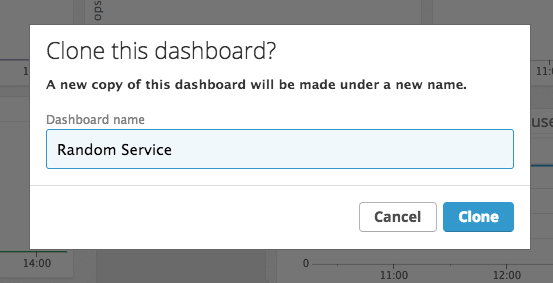 ops
Clone this dashboard?
A new copy of this dashboard will be made under a new name.
Dashboard name
Random Service
Cancel
Clone
14:00
0
11:00
12:00